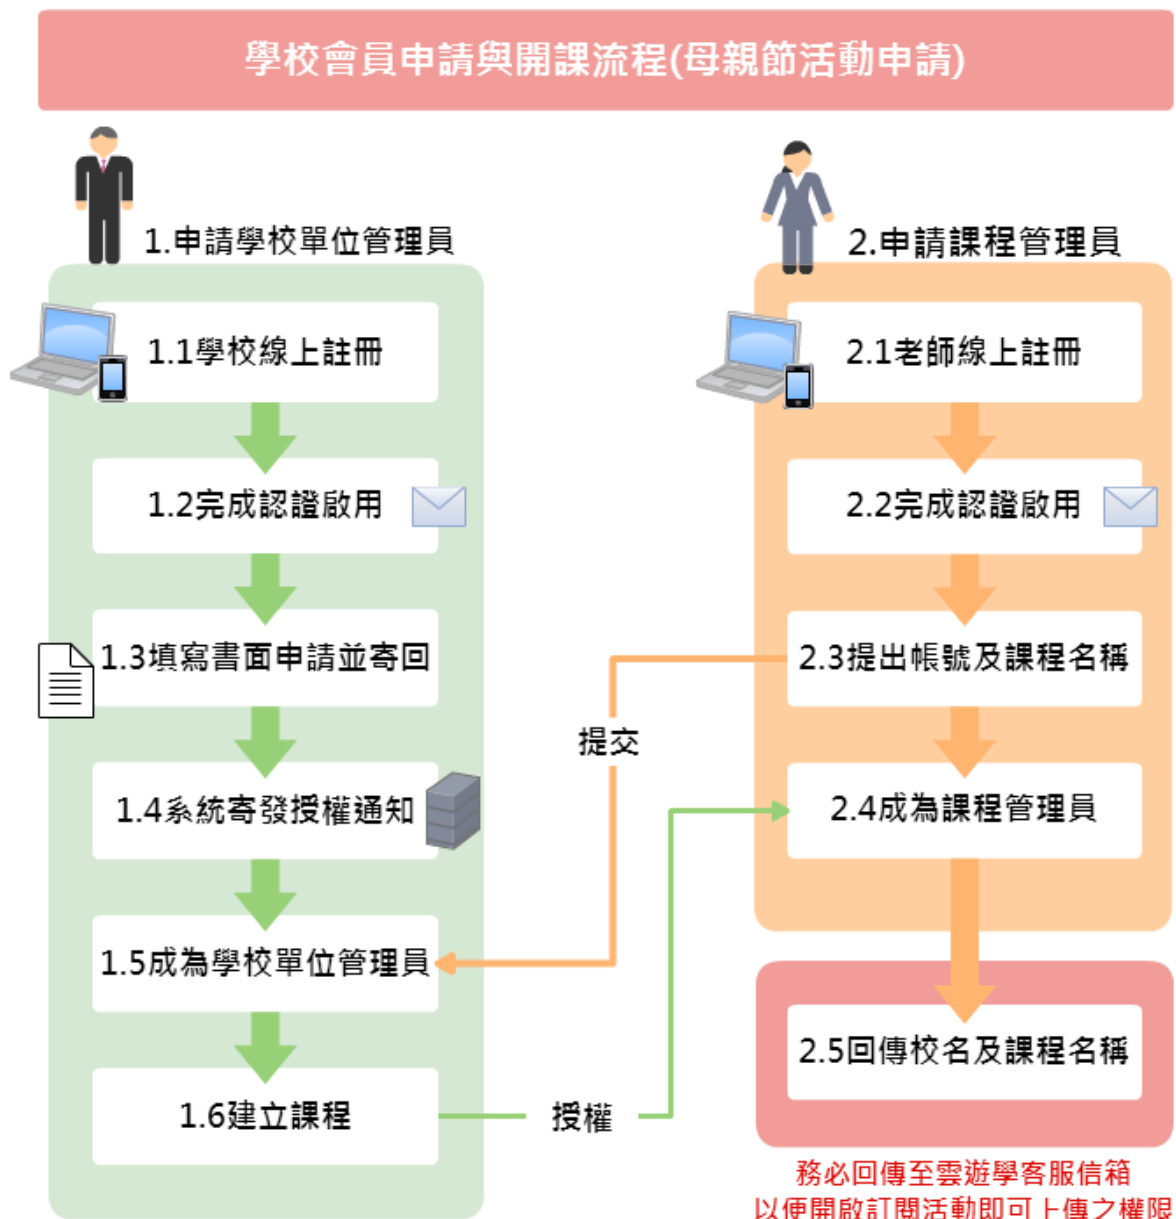 學校會員申請與開課流程(母親節活動申請)
1.申請學校單位管理員
1.1學校線上註冊
1.2完成認證啟用
1.3填寫書面申請並寄回
1.4系統寄發授權通知
1.5成為學校單位管理員
1.6建立課程
提交
授權
2.申請課程管理員
2.1老師線上註冊
2.2完成認證啟用
2.3提出帳號及課程名稱
2.4成為課程管理員
2.5回傳校名及課程名稱
務必回傳至雲遊學客服信箱
以便開啟訂閱活動即可上傳之權限